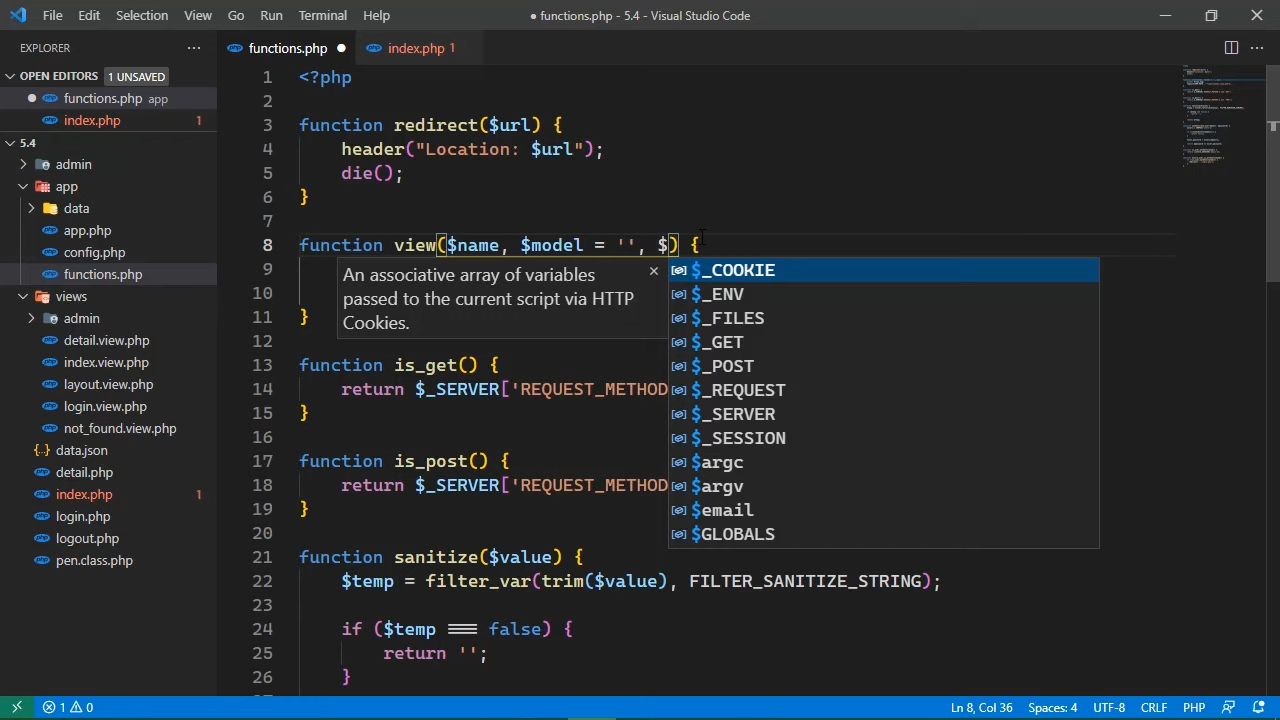 File Edit Selection View Go Run Terminal Help
● functions.php - 5.4 - Visual Studio Code
EXPLORER
OPEN EDITORS 1 UNSAVED
functions.php app
index.php 1
5.4
admin
app
data
app.php
config.php
functions.php
views
admin
detail.view.php
index.view.php
layout.view.php
login.view.php
not_found.view.php
data.json
detail.php
index.php 1
login.php
logout.php
pen.class.php
functions.php ● index.php 1
1 <?php
2
3 function redirect($url) {
4 header("Location: $url");
5 die();
6 }
7
8 function view($name, $model = '', $) {
9
10
11 }
12
13 function is_get() {
14 return $_SERVER['REQUEST_METHOD
15 }
16
17 function is_post() {
18 return $_SERVER['REQUEST_METHOD
19 }
20
21 function sanitize($value) {
22 $temp = filter_var(trim($value), FILTER_SANITIZE_STRING);
23
24 if ($temp === false) {
25 return '';
26 }
An associative array of variables
passed to the current script via HTTP
Cookies.
$_COOKIE
$_ENV
$_FILES
$_GET
$_POST
$_REQUEST
$_SERVER
$_SESSION
$argc
$argv
$email
$GLOBALS
1 0
Ln 8, Col 36 Spaces: 4 UTF-8 CRLF PHP